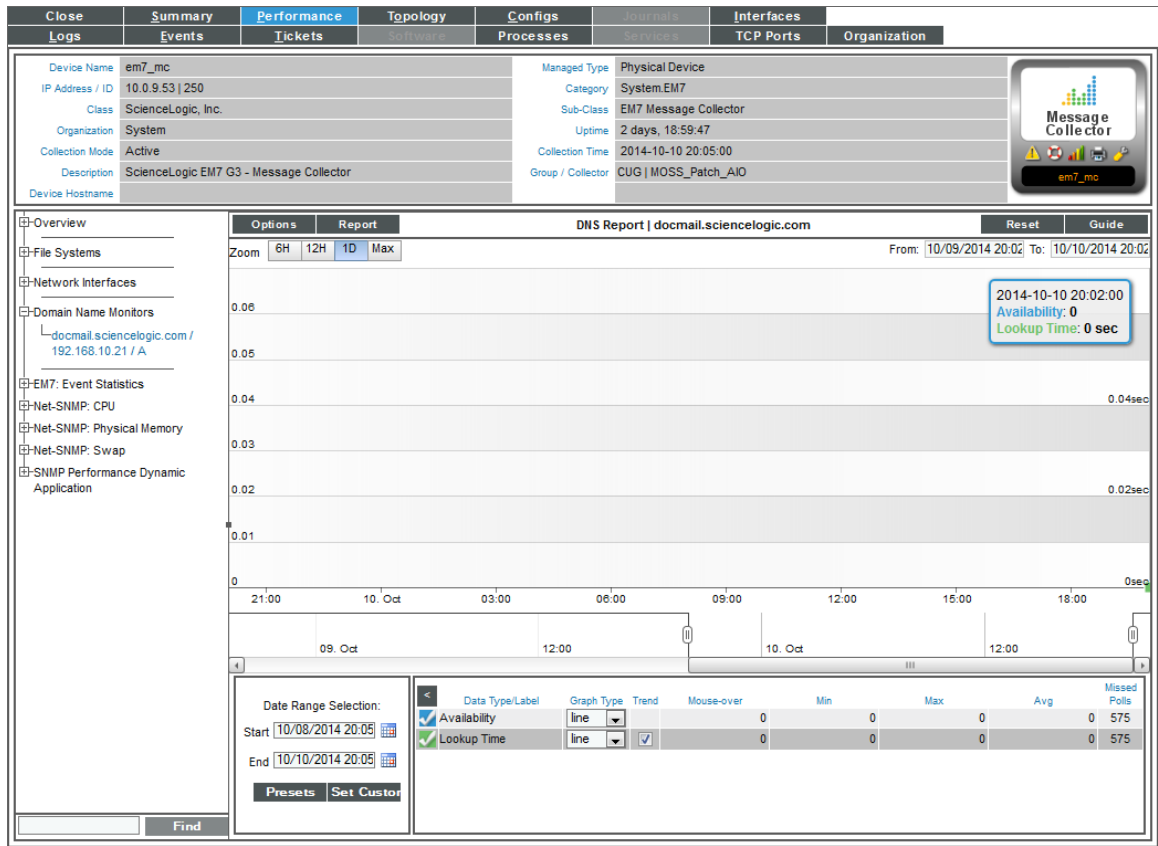 Close Summary Performance Topology Configs Journals Interfaces
Logs Events Tickets Software Processes Services TCP Ports Organization
Device Name em7_mc Managed Type Physical Device
IP Address / ID 10.0.9.53 | 250 Category System.EM7
Class ScienceLogic, Inc. Sub-Class EM7 Message Collector
Organization System Uptime 2 days, 18:59:47
Collection Mode Active Collection Time 2014-10-10 20:05:00
Description ScienceLogic EM7 G3 - Message Collector Group / Collector CUG | MOSS_Patch_AIO
Device Hostname
Message
Collector
em7_mc
Overview
File Systems
Network Interfaces
Domain Name Monitors
docmail.sciencelogic.com /
192.168.10.21 / A
EM7: Event Statistics
Net-SNMP: CPU
Net-SNMP: Physical Memory
Net-SNMP: Swap
SNMP Performance Dynamic
Application
Find
Options Report DNS Report | docmail.sciencelogic.com Reset Guide
Zoom 6H 12H 1D Max From: 10/09/2014 20:02 To: 10/10/2014 20:02
2014-10-10 20:02:00
Availability: 0
Lookup Time: 0 sec
0.06
0.05
0.04 0.04sec
0.03
0.02 0.02sec
0.01
0 0sec
21:00 10. Oct 03:00 06:00 09:00 12:00 15:00 18:00
09. Oct 12:00 10. Oct 12:00
Date Range Selection:
Start 10/08/2014 20:05
End 10/10/2014 20:05
Presets Set Custor
< Data Type/Label Graph Type Trend Mouse-over Min Max Avg Missed Polls
Availability line 0 0 0 0 575
Lookup Time line 0 0 0 0 575